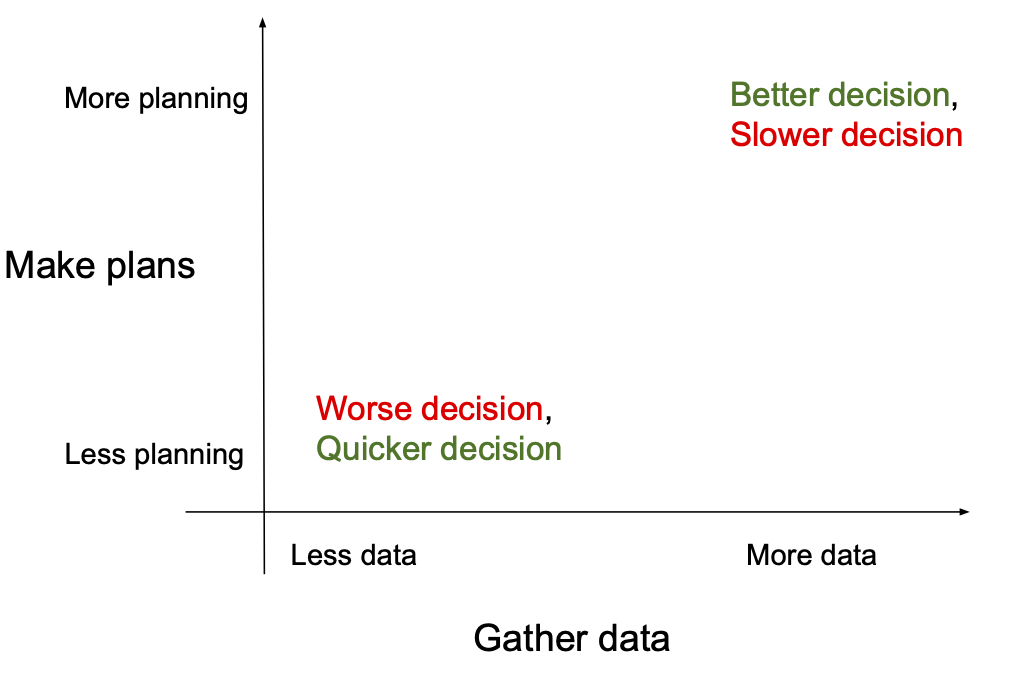 More planning
Better decision,
Slower decision
Make plans
Worse decision,
Quicker decision
Less planning
Less data
More data
Gather data